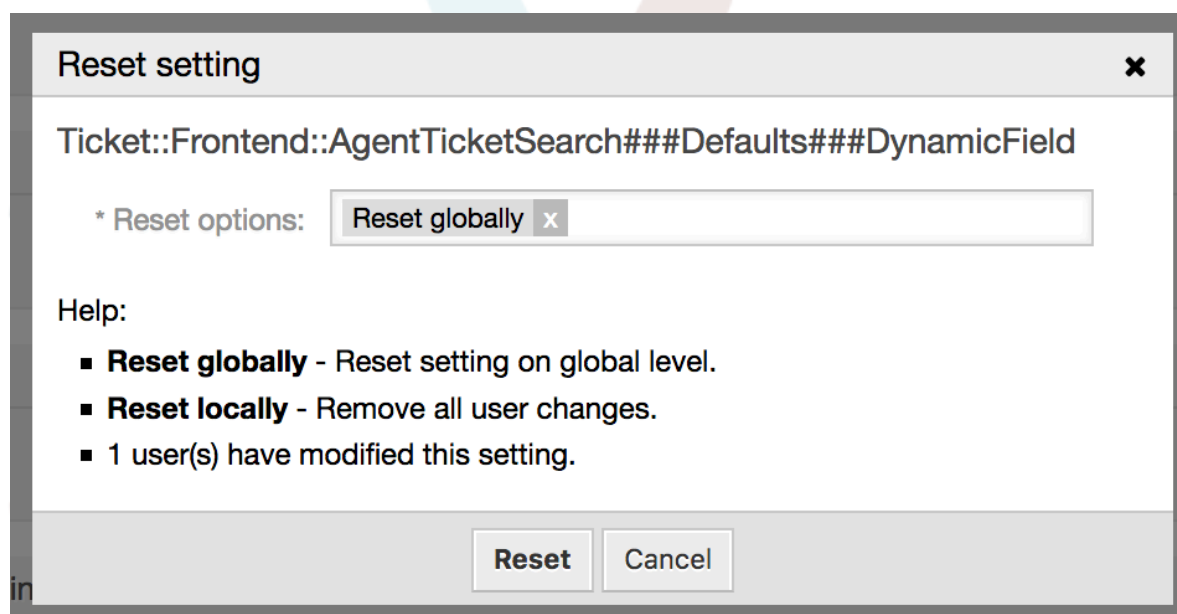 Reset setting ✖
Ticket::Frontend::AgentTicketSearch###Defaults###DynamicField
* Reset options: Reset globally x
Help:
▪ Reset globally - Reset setting on global level.
▪ Reset locally - Remove all user changes.
▪ 1 user(s) have modified this setting.
Reset Cancel
in